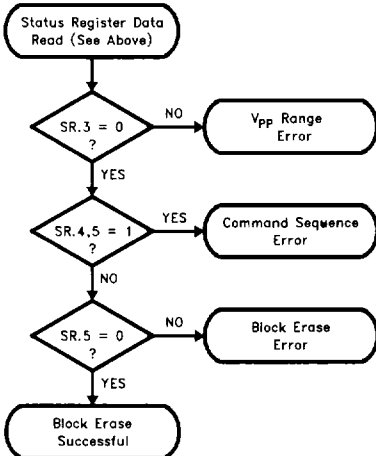 Status Register Data
Read (See Above)
SR.3 = 0
?
NO
VPP Range
Error
YES
SR.4,5 = 1
?
YES
Command Sequence
Error
NO
SR.5 = 0
?
NO
Block Erase
Error
YES
Block Erase
Successful